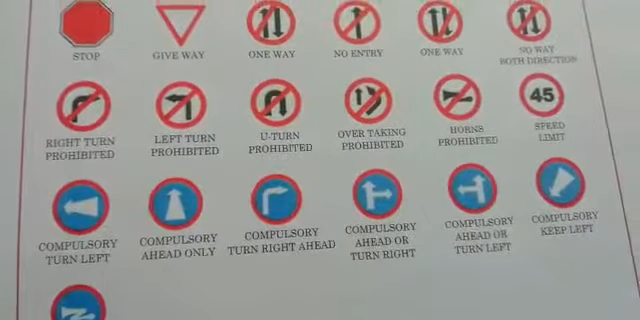 STOP
GIVE WAY
ONE WAY
NO ENTRY
ONE WAY
NO WAY
BOTH DIRECTION
RIGHT TURN
PROHIBITED
LEFT TURN
PROHIBITED
U-TURN
PROHIBITED
OVER TAKING
PROHIBITED
HORNS
PROHIBITED
45
SPEED
LIMIT
COMPULSORY
TURN LEFT
COMPULSORY
AHEAD ONLY
COMPULSORY
TURN RIGHT AHEAD
COMPULSORY
AHEAD OR
TURN RIGHT
COMPULSORY
AHEAD OR
TURN LEFT
COMPULSORY
KEEP LEFT